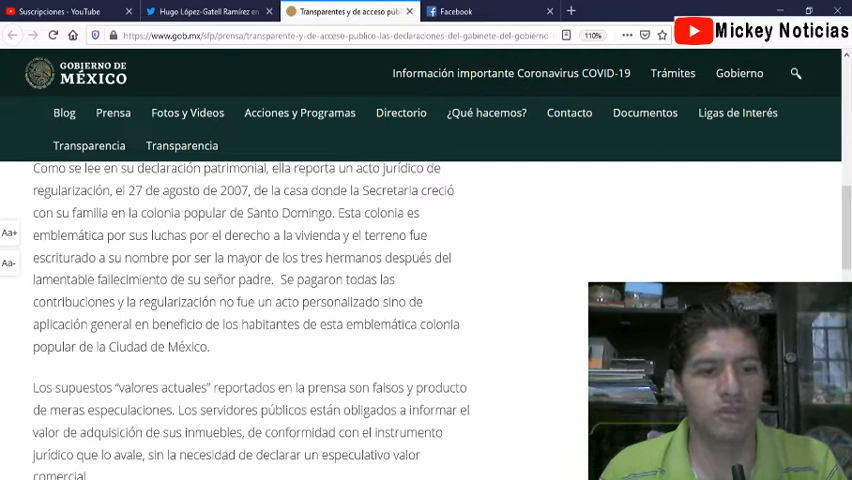 Suscripciones - YouTube
Hugo López-Gatell Ramírez en
Transparentes y de acceso públ
Facebook
https://www.gob.mx/sfp/prensa/transparente-y-de-acceso-publico-las-declaraciones-del-gabinete-del-gobierno-
110%
Mickey Noticias
GOBIERNO DE
MÉXICO
Información importante Coronavirus COVID-19
Trámites
Gobierno
Blog
Prensa
Fotos y Videos
Acciones y Programas
Directorio
¿Qué hacemos?
Contacto
Documentos
Ligas de Interés
Transparencia
Transparencia
Como se lee en su declaración patrimonial, ella reporta un acto jurídico de
regularización, el 27 de agosto de 2007, de la casa donde la Secretaria creció
con su familia en la colonia popular de Santo Domingo. Esta colonia es
emblemática por sus luchas por el derecho a la vivienda y el terreno fue
escriturado a su nombre por ser la mayor de los tres hermanos después del
lamentable fallecimiento de su señor padre. Se pagaron todas las
contribuciones y la regularización no fue un acto personalizado sino de
aplicación general en beneficio de los habitantes de esta emblemática colonia
popular de la Ciudad de México.
Los supuestos “valores actuales” reportados en la prensa son falsos y producto
de meras especulaciones. Los servidores públicos están obligados a informar el
valor de adquisición de sus inmuebles, de conformidad con el instrumento
jurídico que lo avale, sin la necesidad de declarar un especulativo valor
comercial.
Aa+
Aa-